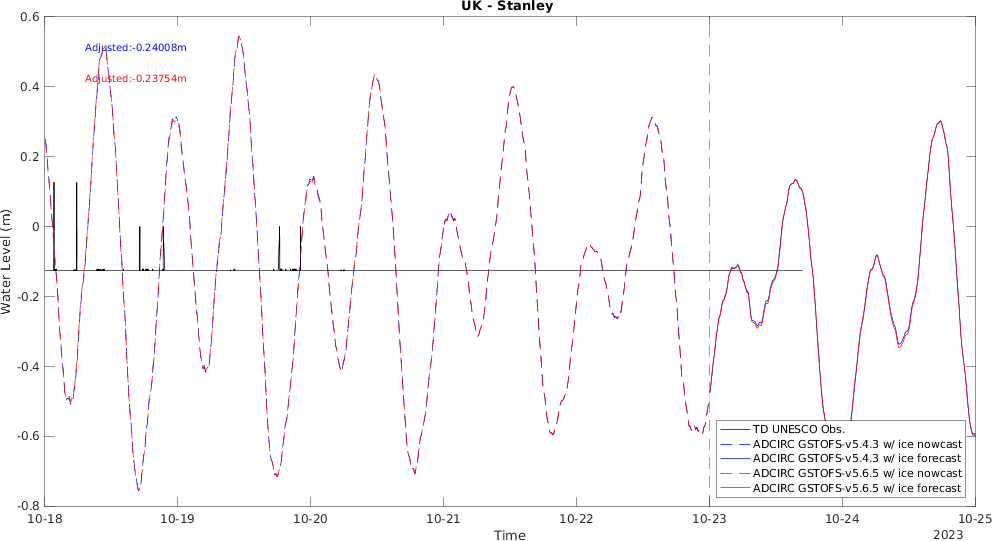 UK - Stanley
Adjusted:-0.24008m
Adjusted:-0.23754m
Water Level (m)
0.6
0.4
0.2
0
-0.2
-0.4
-0.6
-0.8
TD UNESCO Obs.
ADCIRC GSTOFS-v5.4.3 w/ ice nowcast
ADCIRC GSTOFS-v5.4.3 w/ ice forecast
ADCIRC GSTOFS-v5.6.5 w/ ice nowcast
ADCIRC GSTOFS-v5.6.5 w/ ice forecast
10-18 10-19 10-20 10-21 10-22 10-23 10-24 10-25
Time
2023